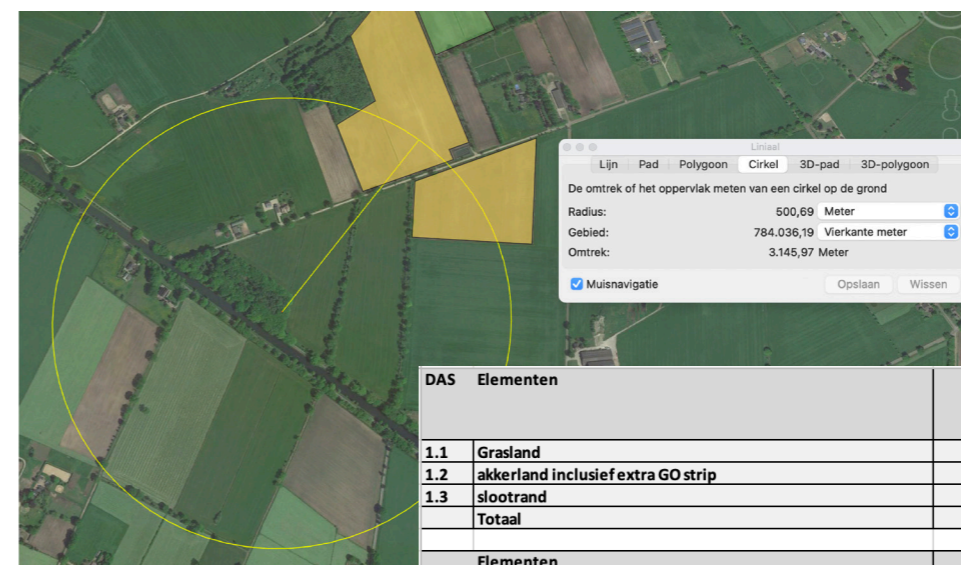 Liniaal
Lijn Pad Polygoon Cirkel 3D-pad 3D-polygoon
De omtrek of het oppervlak meten van een cirkel op de grond
Radius: 500,69 Meter
Gebied: 784.036,19 Vierkante meter
Omtrek: 3.145,97 Meter
Muisnavigatie Opslaan Wissen
DAS Elementen
1.1 Grasland
1.2 akkerland inclusief extra GO strip
1.3 slootrand
Totaal
Elementen